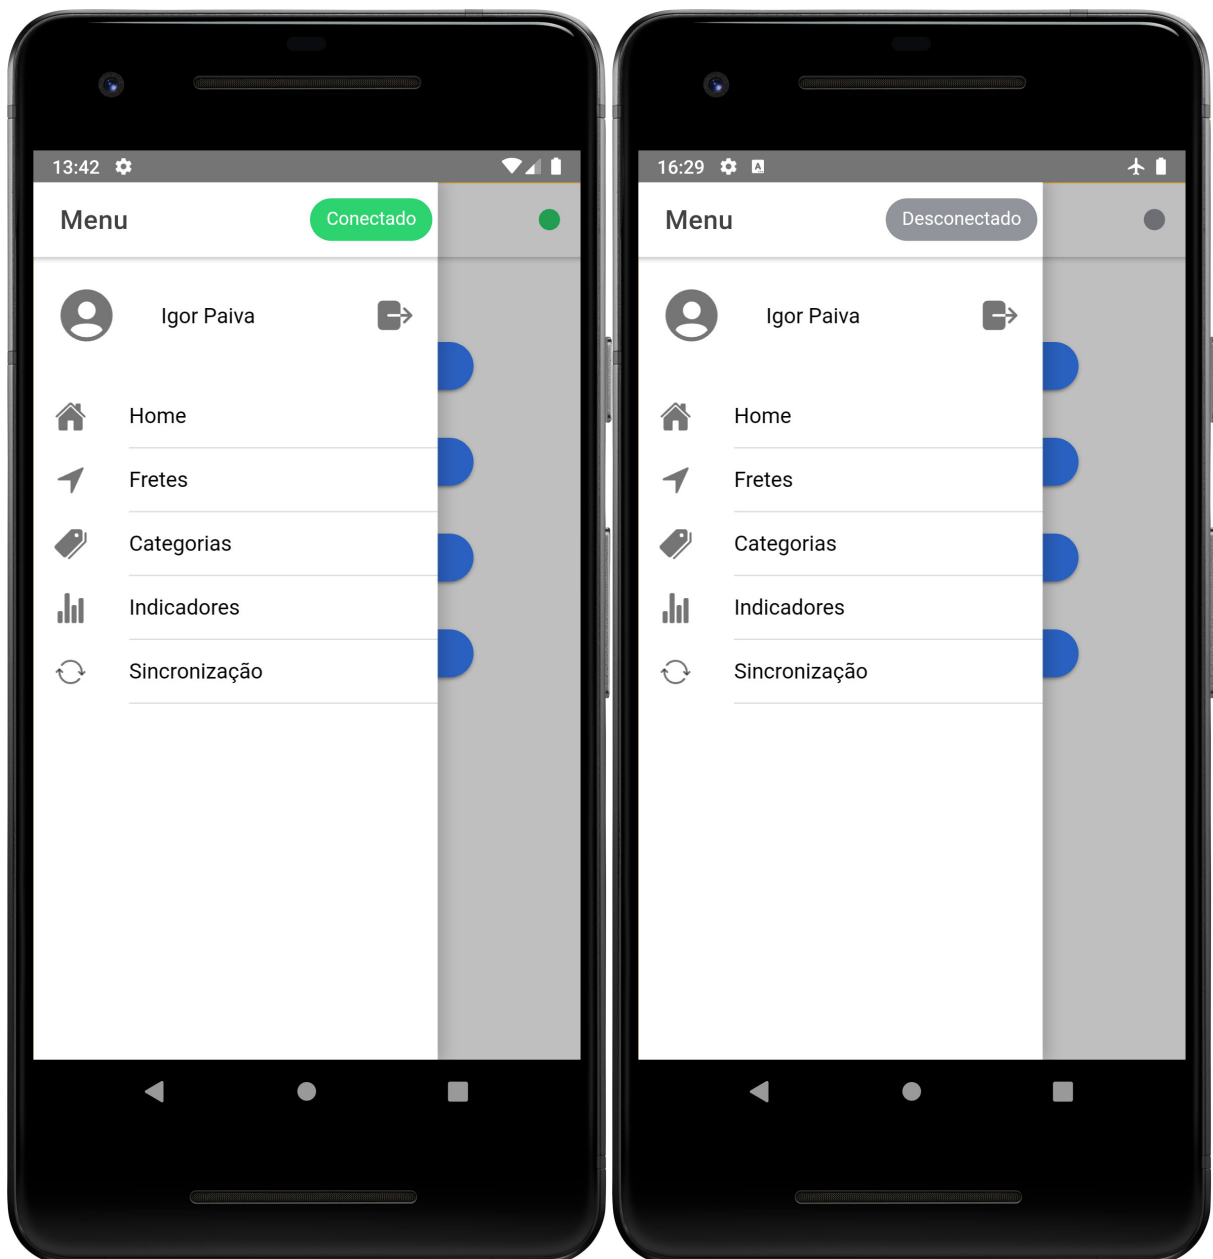 13:42
Menu
Conectado
Igor Paiva
Home
Fretes
Categorias
Indicadores
Sincronização
16:29
A
Menu
Desconectado
Igor Paiva
Home
Fretes
Categorias
Indicadores
Sincronização